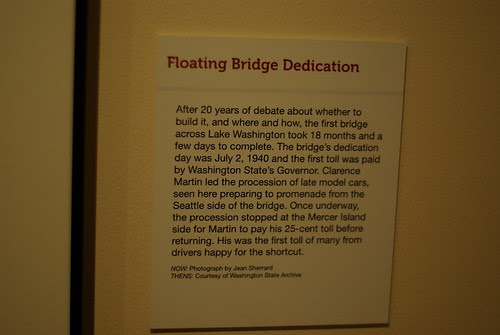 Floating Bridge Dedication
After 20 years of debate about whether to
build it, and where and how, the first bridge
across Lake Washington took 18 months and a
few days to complete. The bridge's dedication
day was July 2, 1940 and the first toll was paid
by Washington State's Governor. Clarence
Martin led the procession of late model cars,
seen here preparing to promenade from the
Seattle side of the bridge. Once underway,
the procession stopped at the Mercer Island
side for Martin to pay his 25-cent toll before
returning. His was the first toll of many from
drivers happy for the shortcut.
NOW: Photograph by Jean Sherrard
THENS: Courtesy of Washington State Archive